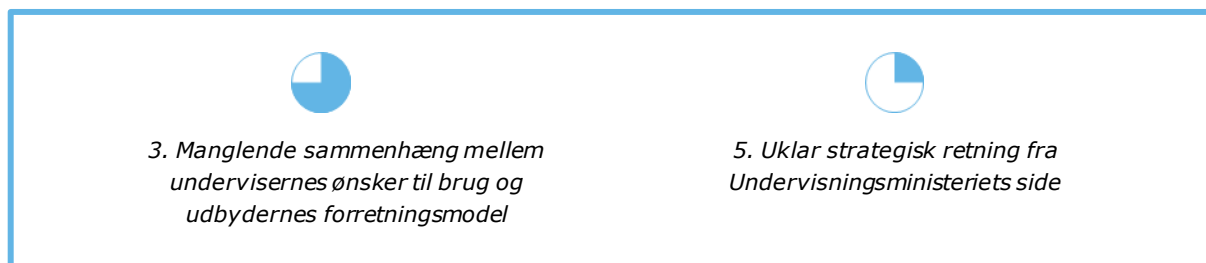 3. Manglende sammenhæng mellem
undervisernes ønsker til brug og
udbydernes forretningsmodel
5. Uklar strategisk retning fra
Undervisningsministeriets side